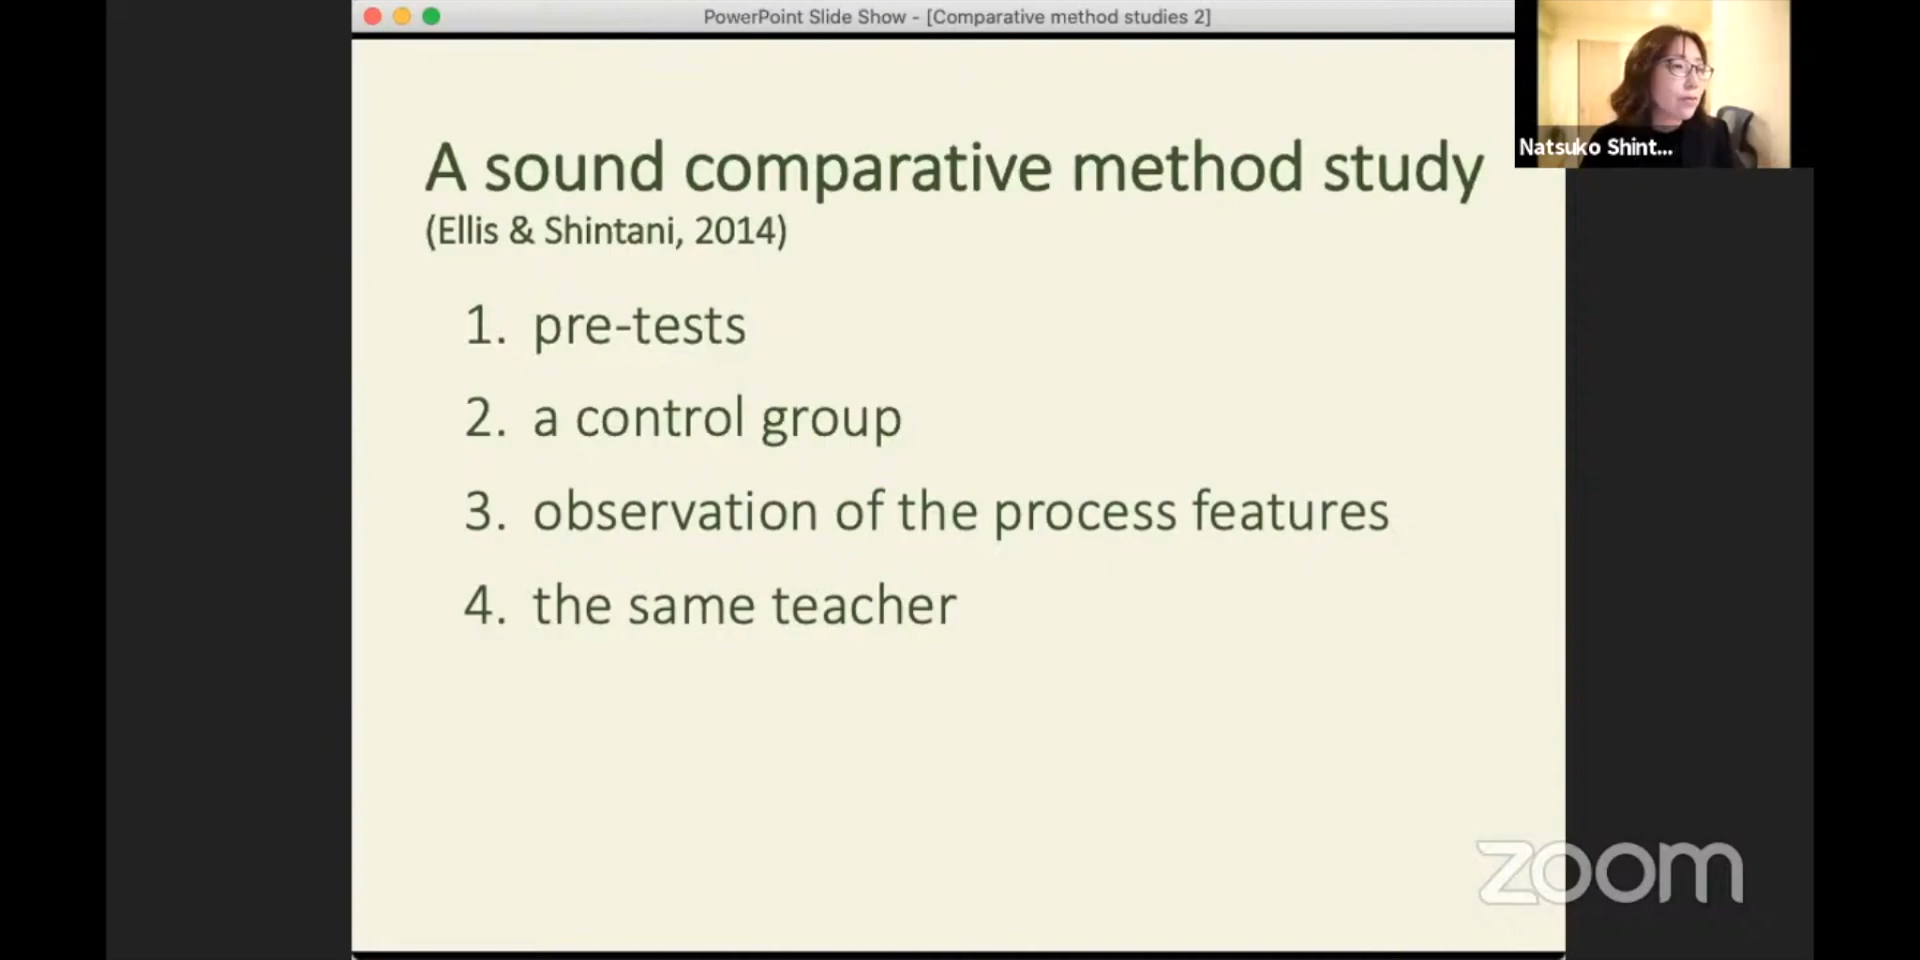 PowerPoint Slide Show - [Comparative method studies 2]
Natsuko Shint...
A sound comparative method study
(Ellis & Shintani, 2014)
1. pre-tests
2. a control group
3. observation of the process features
4. the same teacher
zoom